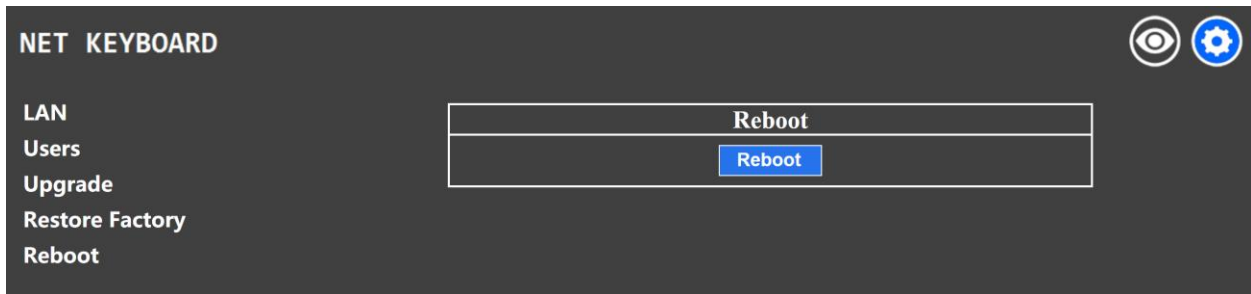 NET KEYBOARD
LAN
Users
Upgrade
Restore Factory
Reboot
Reboot
Reboot